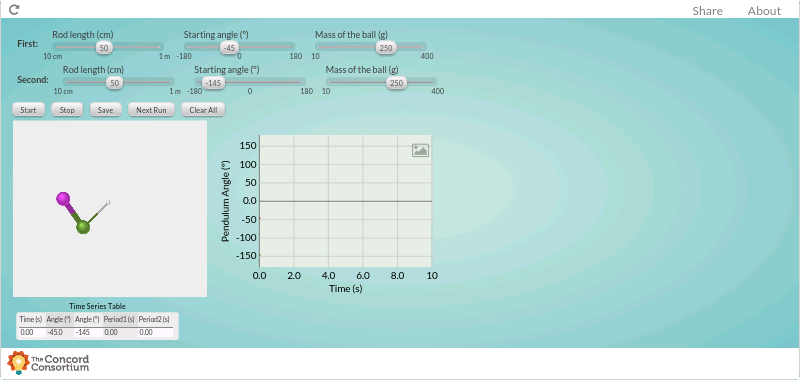 Share About
First:
Rod length (cm) Starting angle (°) Mass of the ball (g)
50 -45 250
10 cm 1 m -180 0 180 10 400
Second:
Rod length (cm) Starting angle (°) Mass of the ball (g)
50 -145 250
10 cm 1 m -180 0 180 10 400
Start Stop Save Next Run Clear All
Pendulum Angle (°)
150
100
50
0.0
-50
-100
-150
0.0 2.0 4.0 6.0 8.0 10
Time (s)
Time Series Table
Time (s) Angle (°) Angle (°) Period1 (s) Period2 (s)
0.00 -45.0 -145 0.00 0.00
The Concord
Consortium